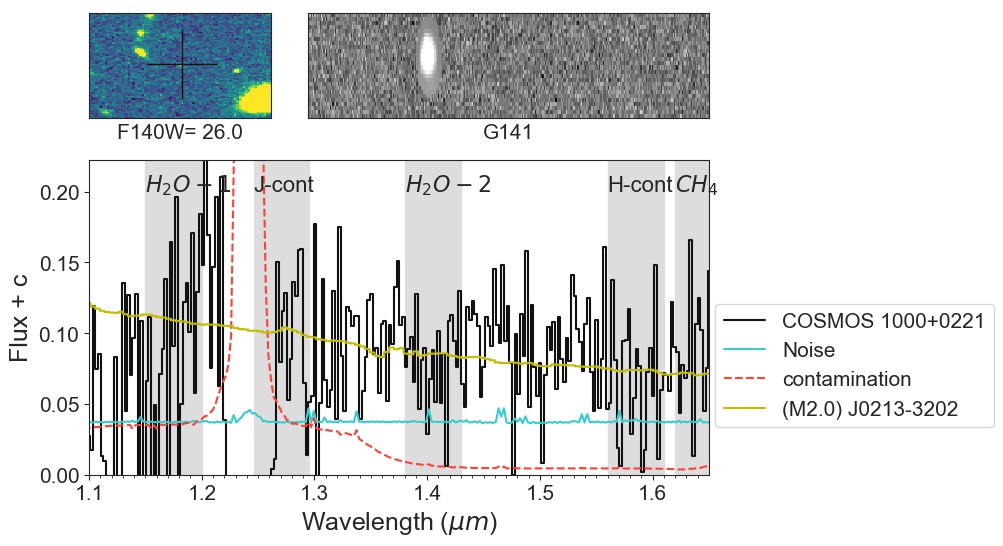 F140W= 26.0
G141
H₂O − 1 J-cont H₂O − 2 H-cont CH₄
0.20
0.15
0.10
0.05
0.00
Flux + c
1.1 1.2 1.3 1.4 1.5 1.6
Wavelength (μm)
COSMOS 1000+0221
Noise
contamination
(M2.0) J0213-3202